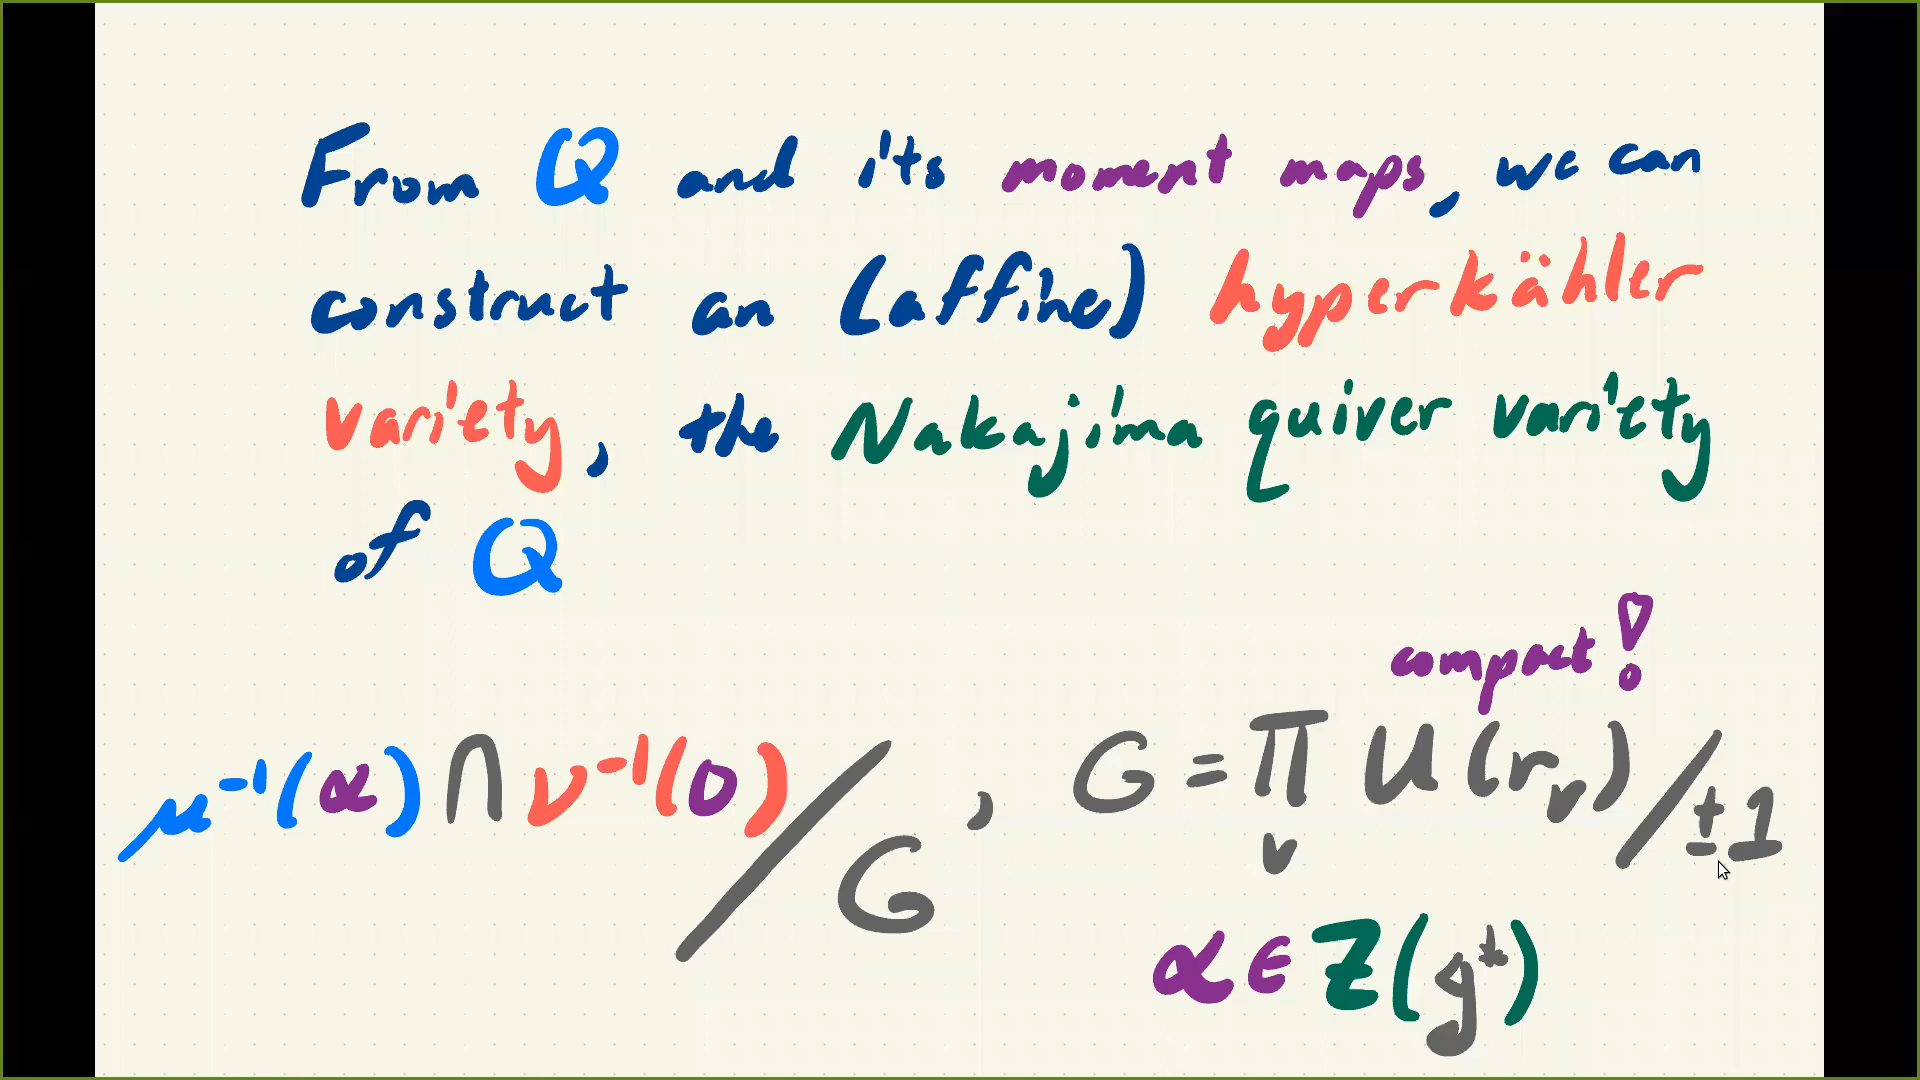 From Q and it's moment maps, we can
construct an (affine) hyperkähler
variety, the Nakajima quiver variety
of Q
compact!
μ⁻¹(α) ∩ ν⁻¹(0) / G , G = ∏ᵥ U(rᵥ) / ±1
α ∈ Z(g*)